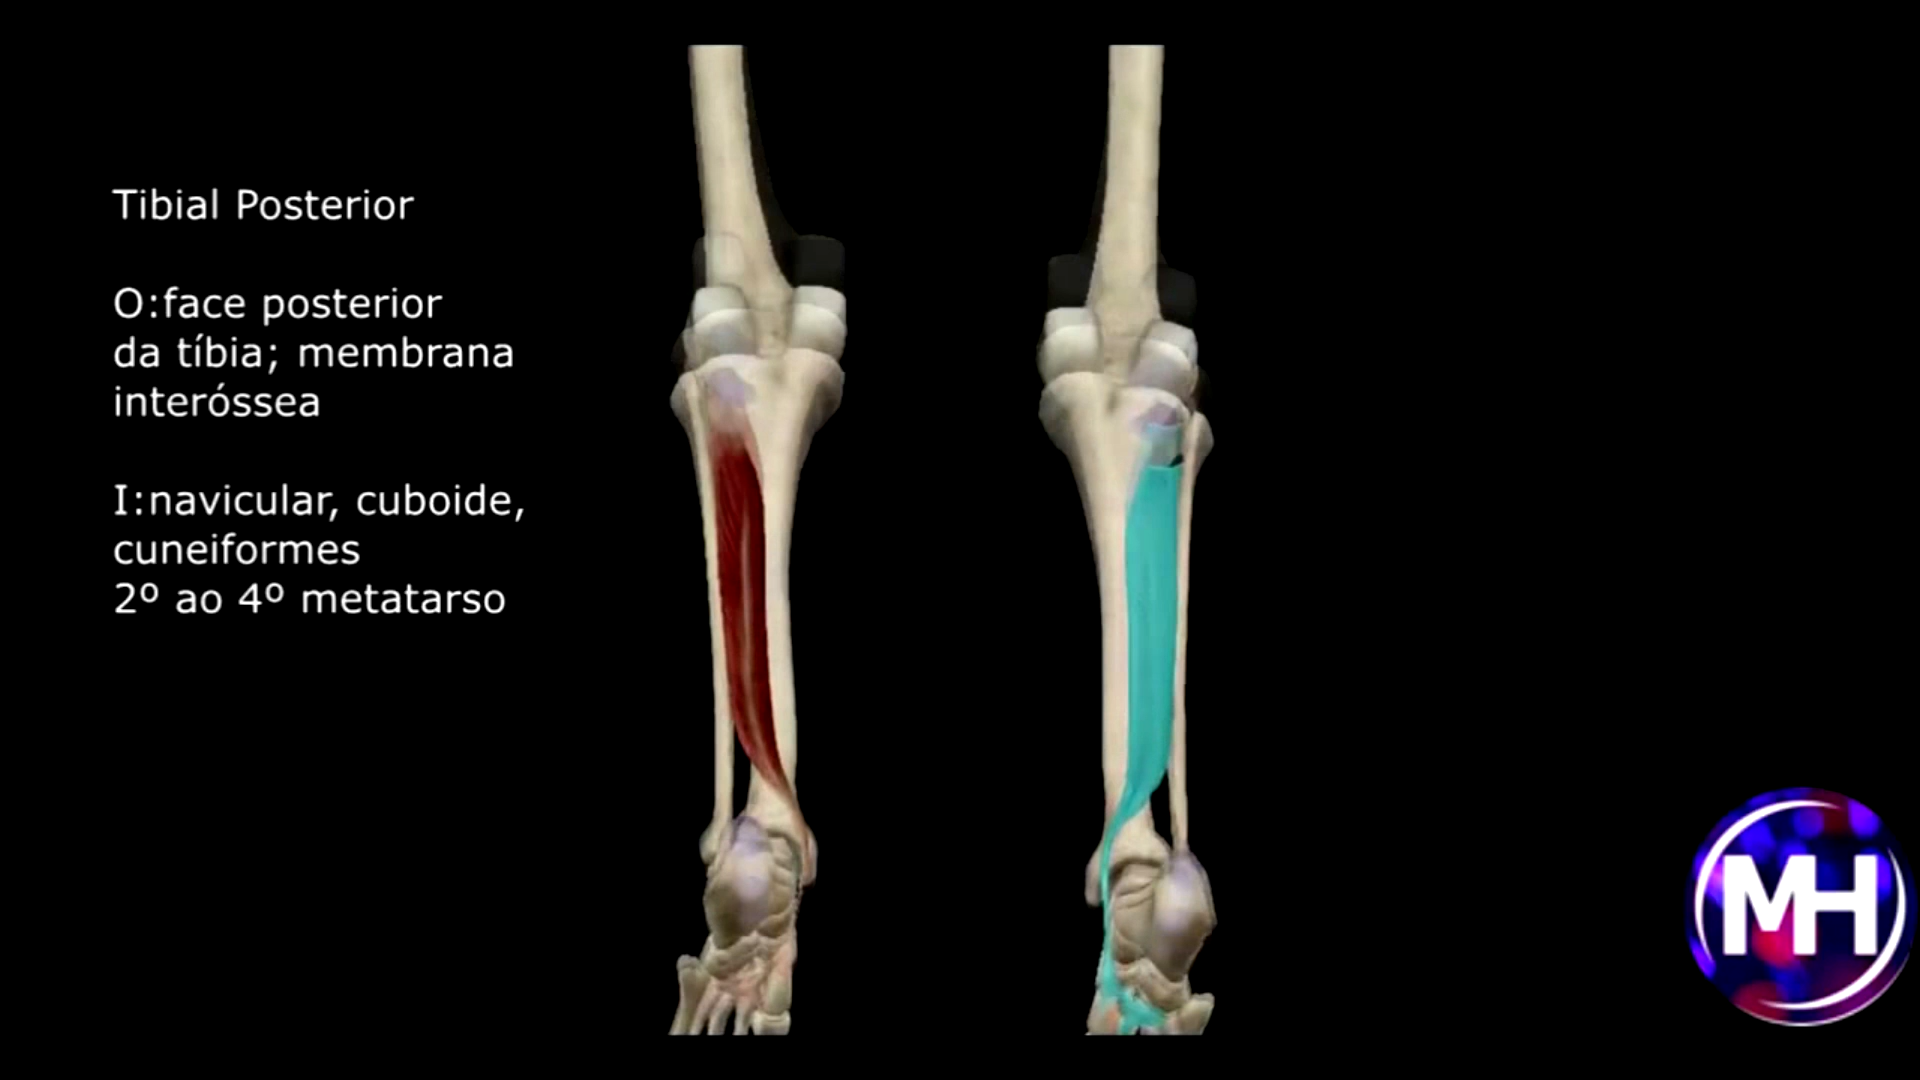 Tibial Posterior
O:face posterior
da tíbia; membrana
interóssea
I:navicular, cuboide,
cuneiformes
2º ao 4º metatarso
MH